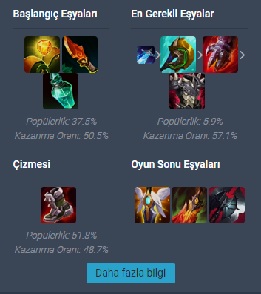 Başlangıç Eşyaları
Popülerlik: 37.5%
Kazanma Oranı: 50.5%
En Gerekli Eşyalar
Popülerlik: 6.9%
Kazanma Oranı: 57.1%
Çizmesi
Popülerlik: 61.8%
Kazanma Oranı: 48.7%
Oyun Sonu Eşyaları
Daha fazla bilgi